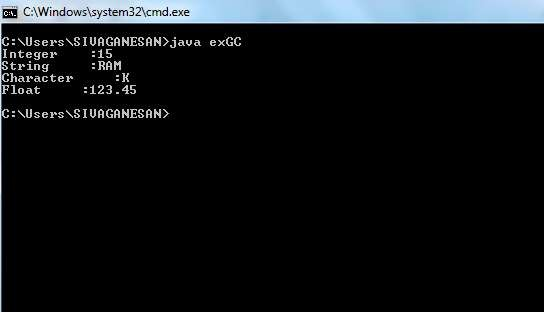 C:\Windows\system32\cmd.exe
C:\Users\SIVAGANESAN>java exGC
Integer    :15
String     :RAM
Character     :K
Float     :123.45
C:\Users\SIVAGANESAN>